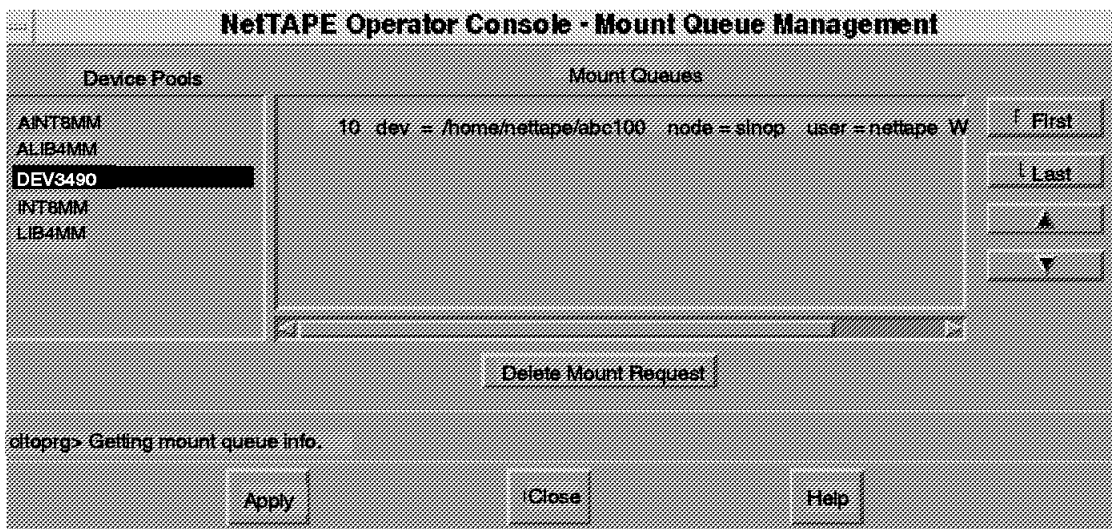 NetTAPE Operator Console - Mount Queue Management
Device Pools
Mount Queues
AINT8MM
ALIB4MM
DEV3490
INT8MM
LIB4MM
10 dev = /home/nettape/abc100 node = sinop user = nettape W
First
Last
Delete Mount Request
cltoprg> Getting mount queue info.
Apply
Close
Help